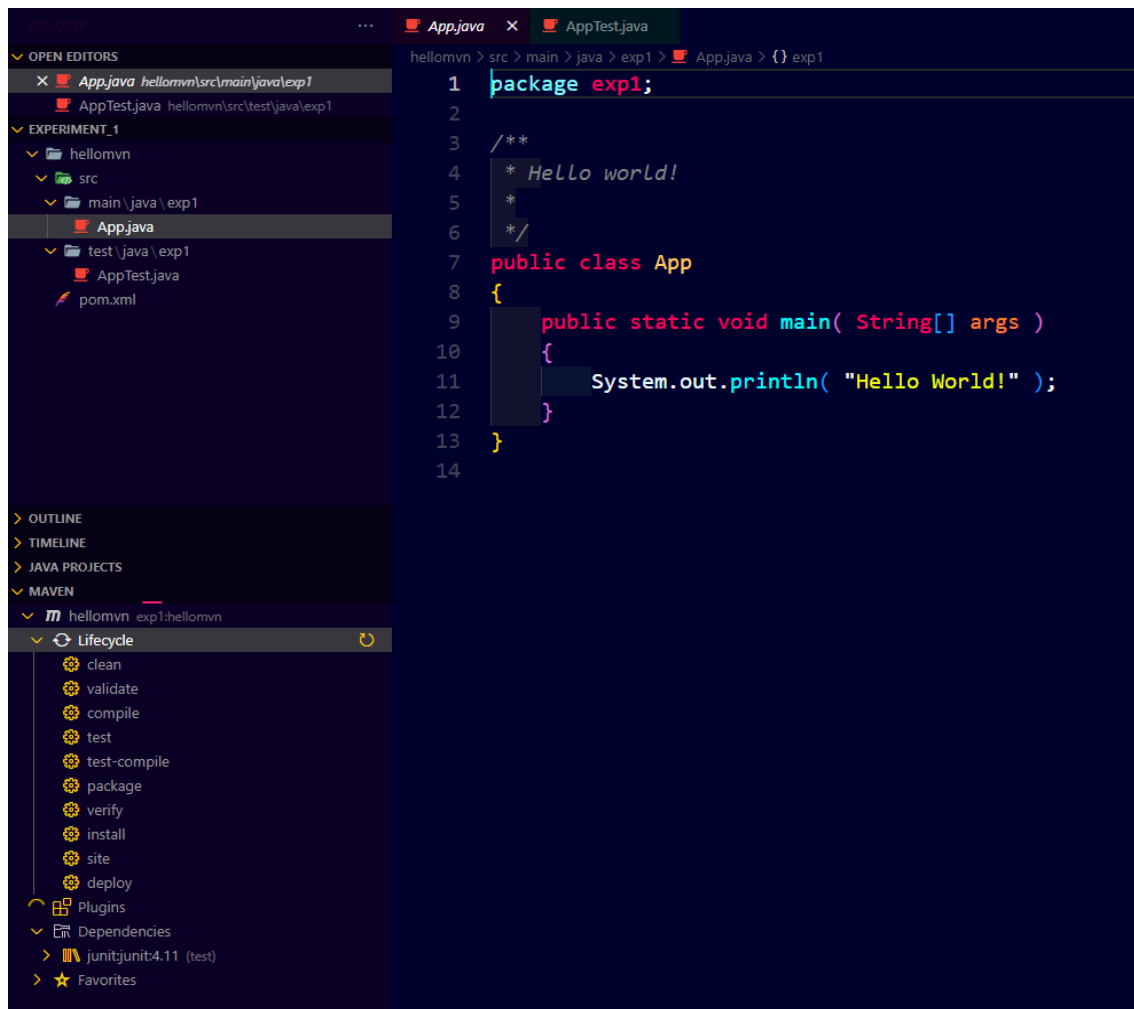 EXPLORER ···
OPEN EDITORS
App.java hellomvn\src\main\java\exp1
AppTest.java hellomvn\src\test\java\exp1
EXPERIMENT_1
hellomvn
src
main\java\exp1
App.java
test\java\exp1
AppTest.java
pom.xml
OUTLINE
TIMELINE
JAVA PROJECTS
MAVEN
hellomvn exp1:hellomvn
Lifecycle
clean
validate
compile
test
test-compile
package
verify
install
site
deploy
Plugins
Dependencies
junit:junit:4.11 (test)
Favorites
App.java AppTest.java
hellomvn > src > main > java > exp1 > App.java > {} exp1
1 package exp1;
2
3 /**
4  * Hello world!
5  *
6  */
7 public class App
8 {
9     public static void main( String[] args )
10     {
11         System.out.println( "Hello World!" );
12     }
13 }
14